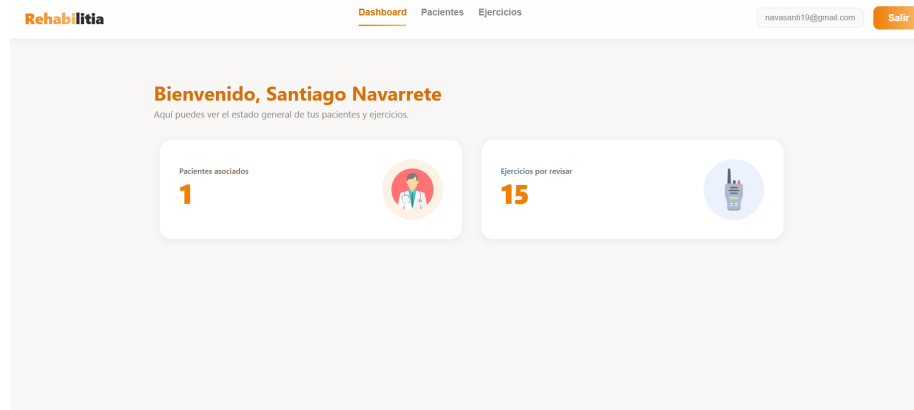 Rehabilitia
Dashboard Pacientes Ejercicios
navasanti19@gmail.com
Salir
Bienvenido, Santiago Navarrete
Aquí puedes ver el estado general de tus pacientes y ejercicios.
Pacientes asociados
1
Ejercicios por revisar
15